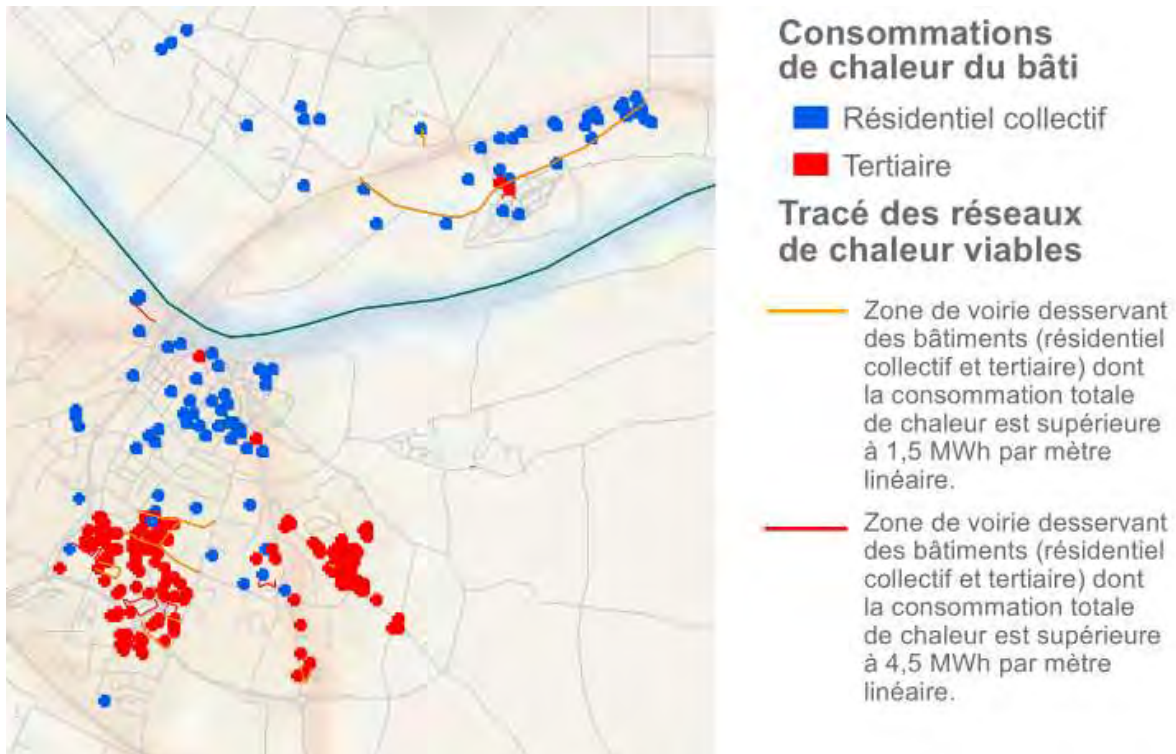 Consommations
de chaleur du bâti
Résidentiel collectif
Tertiaire
Tracé des réseaux
de chaleur viables
Zone de voirie desservant
des bâtiments (résidentiel
collectif et tertiaire) dont
la consommation totale
de chaleur est supérieure
à 1,5 MWh par mètre
linéaire.
Zone de voirie desservant
des bâtiments (résidentiel
collectif et tertiaire) dont
la consommation totale
de chaleur est supérieure
à 4,5 MWh par mètre
linéaire.